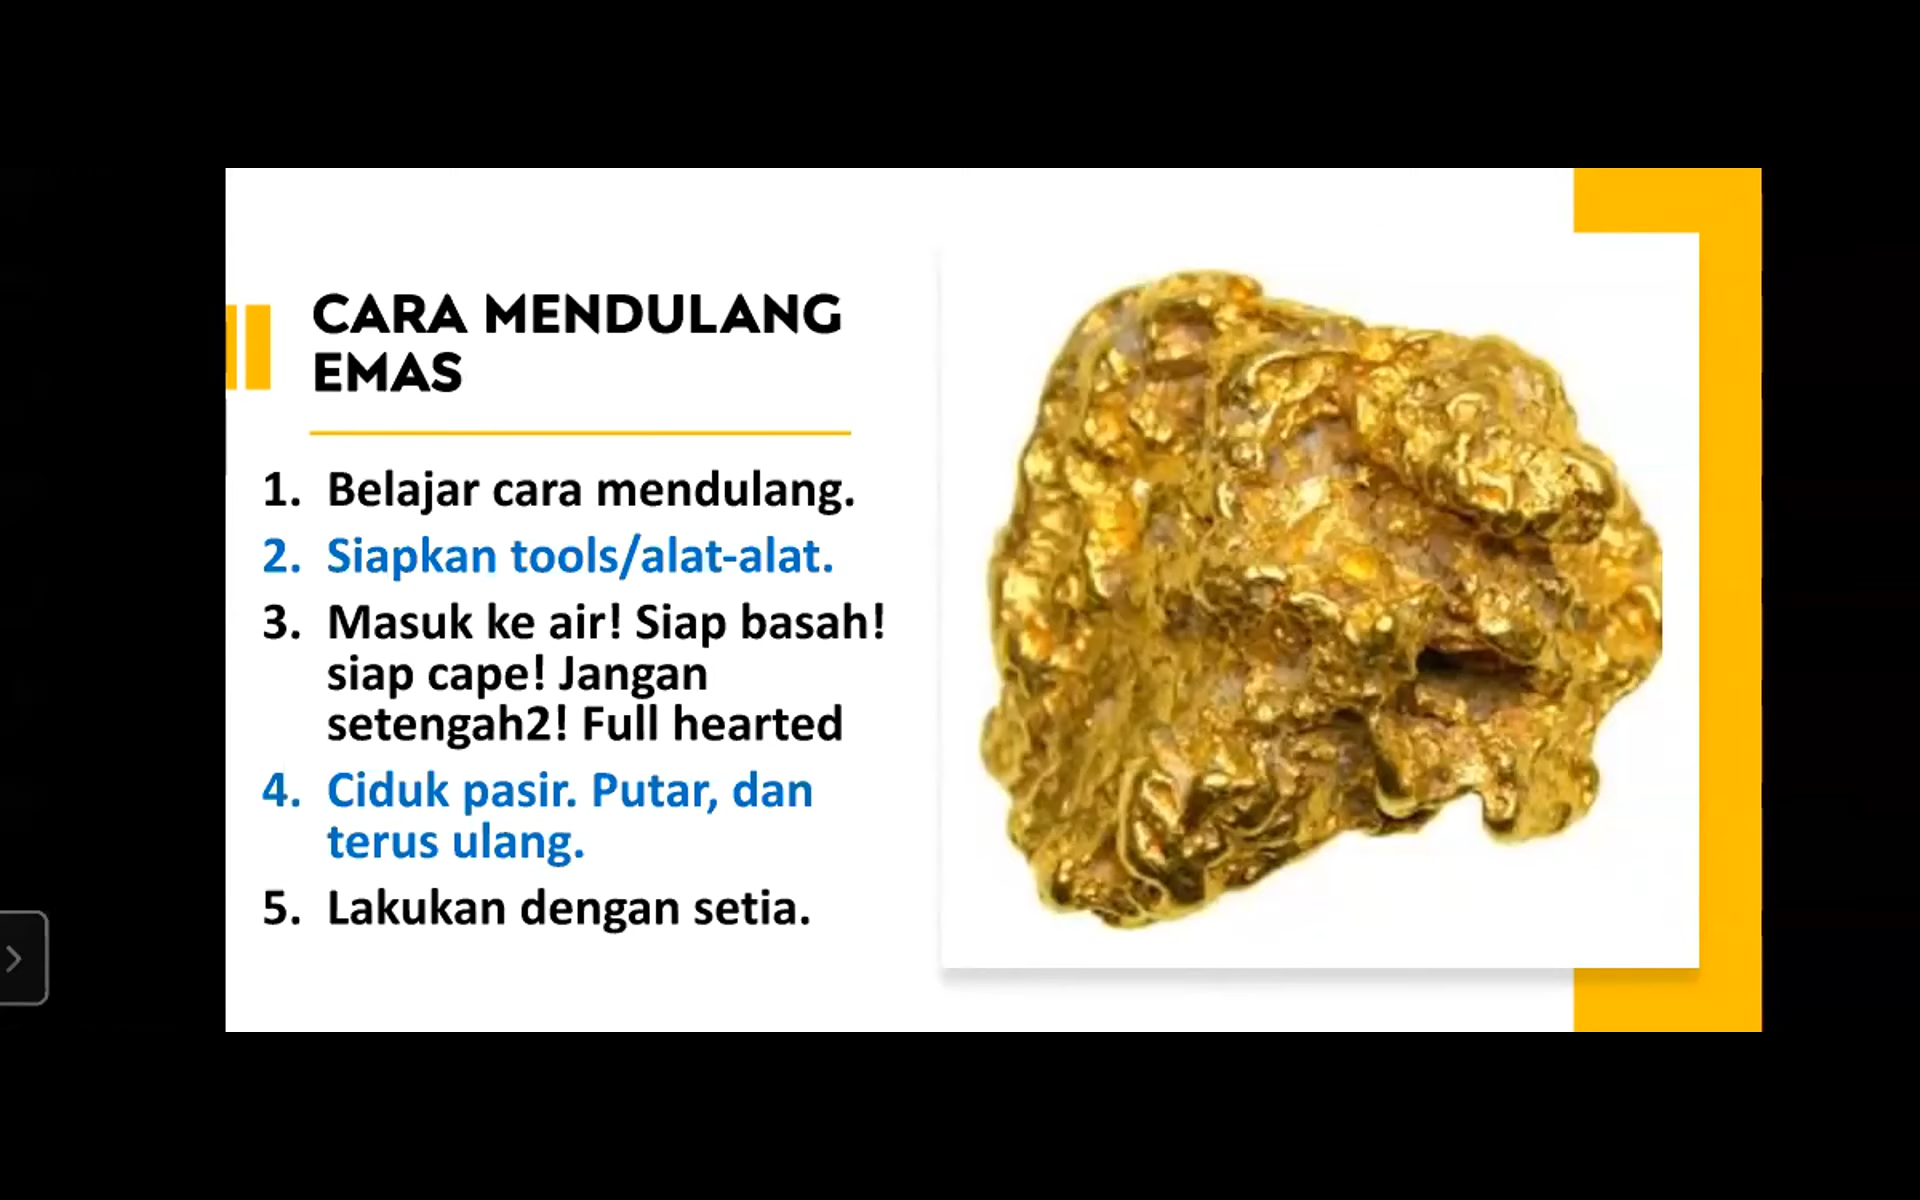 CARA MENDULANG
EMAS
1. Belajar cara mendulang.
2. Siapkan tools/alat-alat.
3. Masuk ke air! Siap basah!
siap cape! Jangan
setengah2! Full hearted
4. Ciduk pasir. Putar, dan
terus ulang.
5. Lakukan dengan setia.